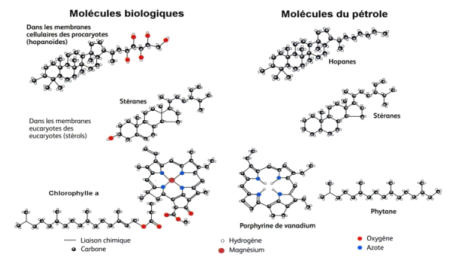 Molécules biologiques
Molécules du pétrole
Dans les membranes
cellulaires des procaryotes
(hopanoïdes)
Hopanes
Stéranes
Stéranes
Dans les membranes
eucaryotes des
eucaryotes (stérols)
Chlorophylle a
Porphyrine de vanadium
Phytane
Liaison chimique
Carbone
Hydrogène
Magnésium
Oxygène
Azote